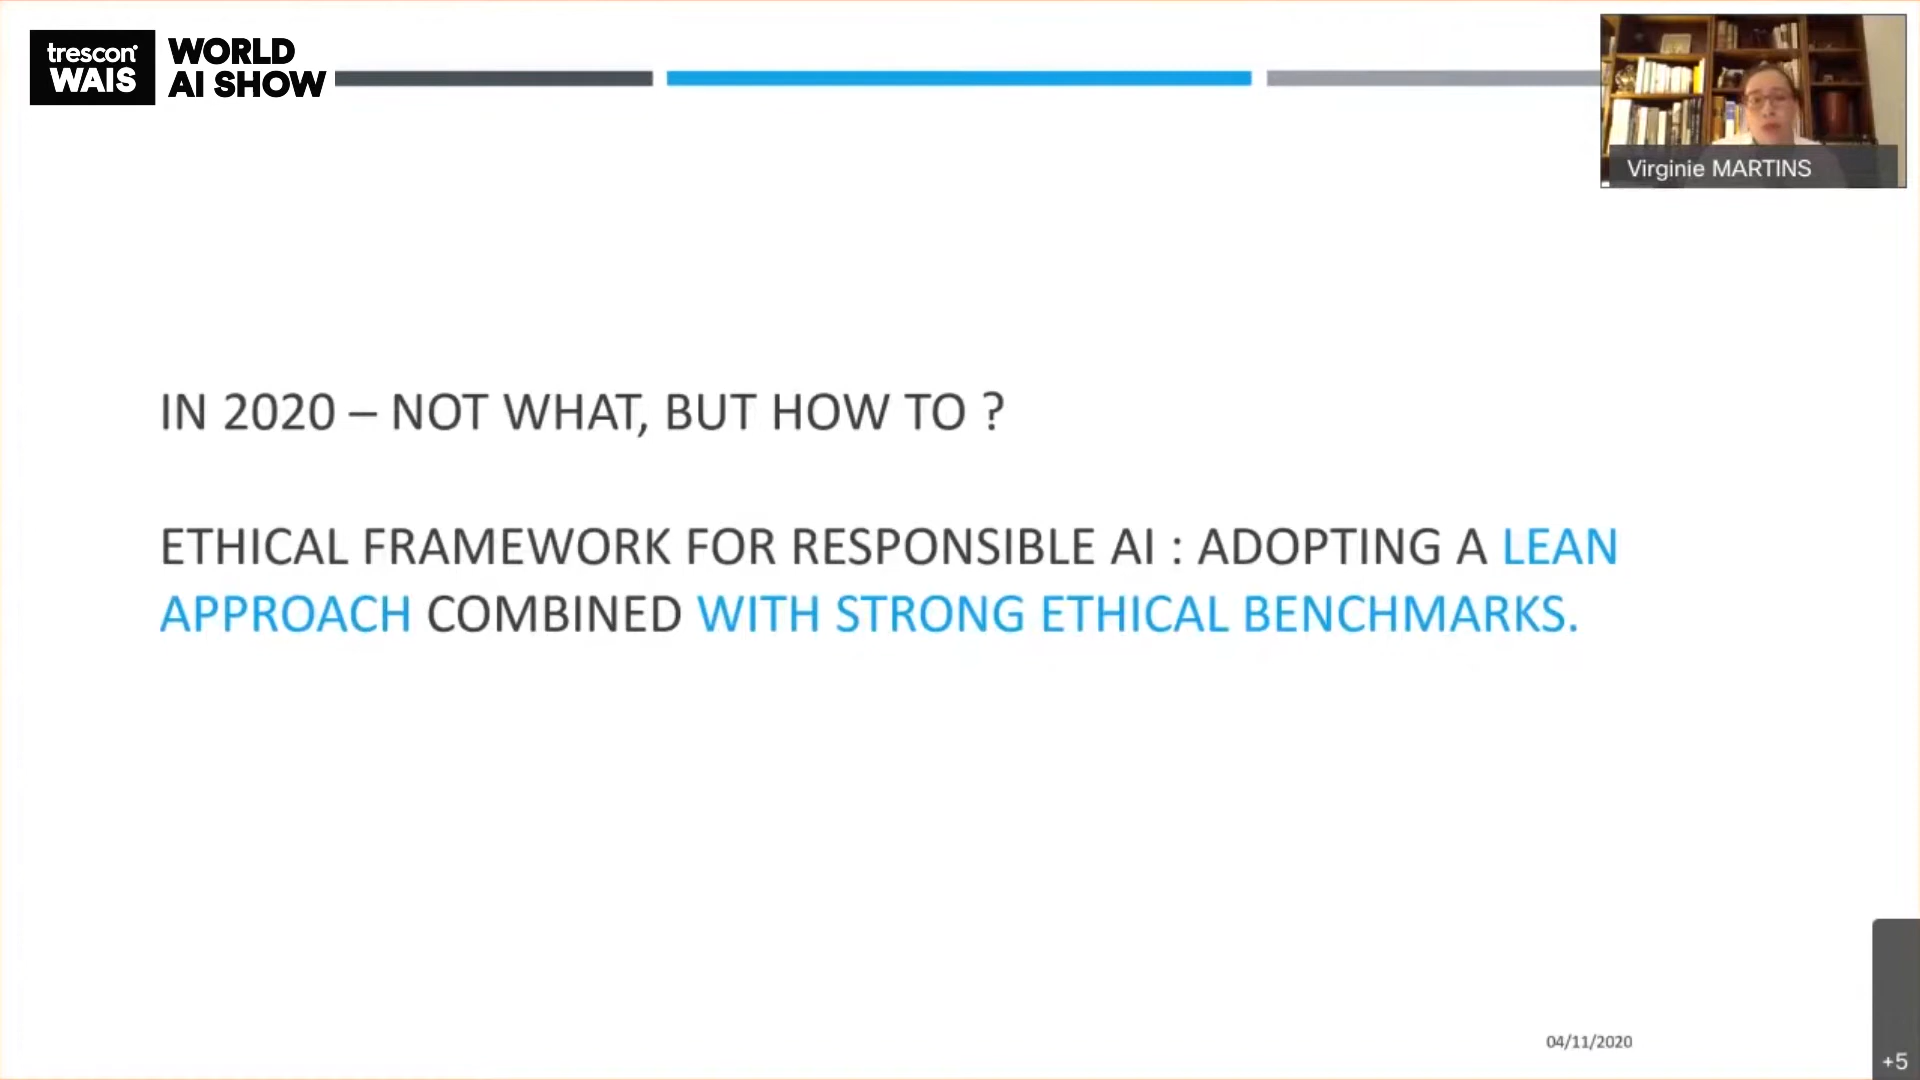 trescon
WAIS
WORLD
AI SHOW
Virginie MARTINS
IN 2020 – NOT WHAT, BUT HOW TO ?
ETHICAL FRAMEWORK FOR RESPONSIBLE AI : ADOPTING A LEAN
APPROACH COMBINED WITH STRONG ETHICAL BENCHMARKS.
04/11/2020
+5